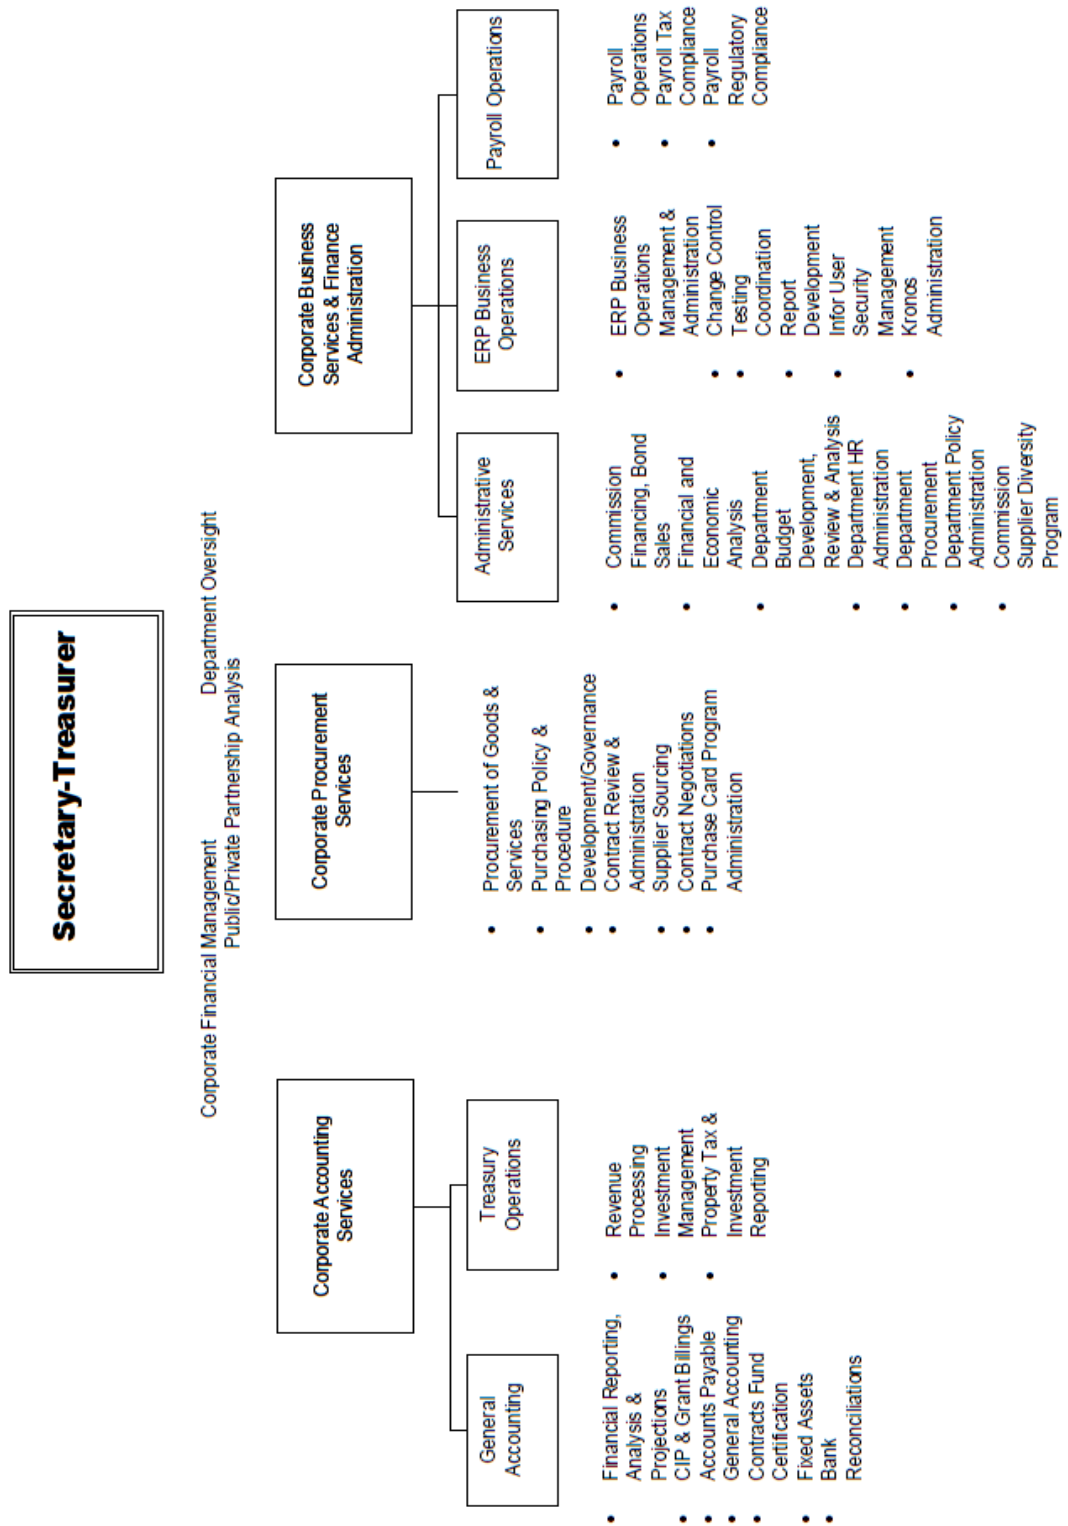 Secretary-Treasurer
Corporate Financial Management Department Oversight
Public/Private Partnership Analysis
Corporate Accounting
Services
General
Accounting
• Financial Reporting,
Analysis &
Projections
• CIP & Grant Billings
• Accounts Payable
• General Accounting
• Contracts Fund
Certification
• Fixed Assets
• Bank
Reconciliations
Treasury
Operations
• Revenue
Processing
• Investment
Management
• Property Tax &
Investment
Reporting
Corporate Procurement
Services
• Procurement of Goods &
Services
• Purchasing Policy &
Procedure
• Development/Governance
• Contract Review &
Administration
• Supplier Sourcing
• Contract Negotiations
• Purchase Card Program
Administration
Corporate Business
Services & Finance
Administration
Administrative
Services
• Commission
Financing, Bond
Sales
• Financial and
Economic
Analysis
• Department
Budget
Development,
Review & Analysis
• Department HR
Administration
• Department
Procurement
• Department Policy
Administration
• Commission
Supplier Diversity
Program
ERP Business
Operations
• ERP Business
Operations
Management &
Administration
• Change Control
• Testing
Coordination
• Report
Development
• Infor User
Security
Management
• Kronos
Administration
Payroll Operations
• Payroll
Operations
• Payroll Tax
Compliance
• Payroll
Regulatory
Compliance